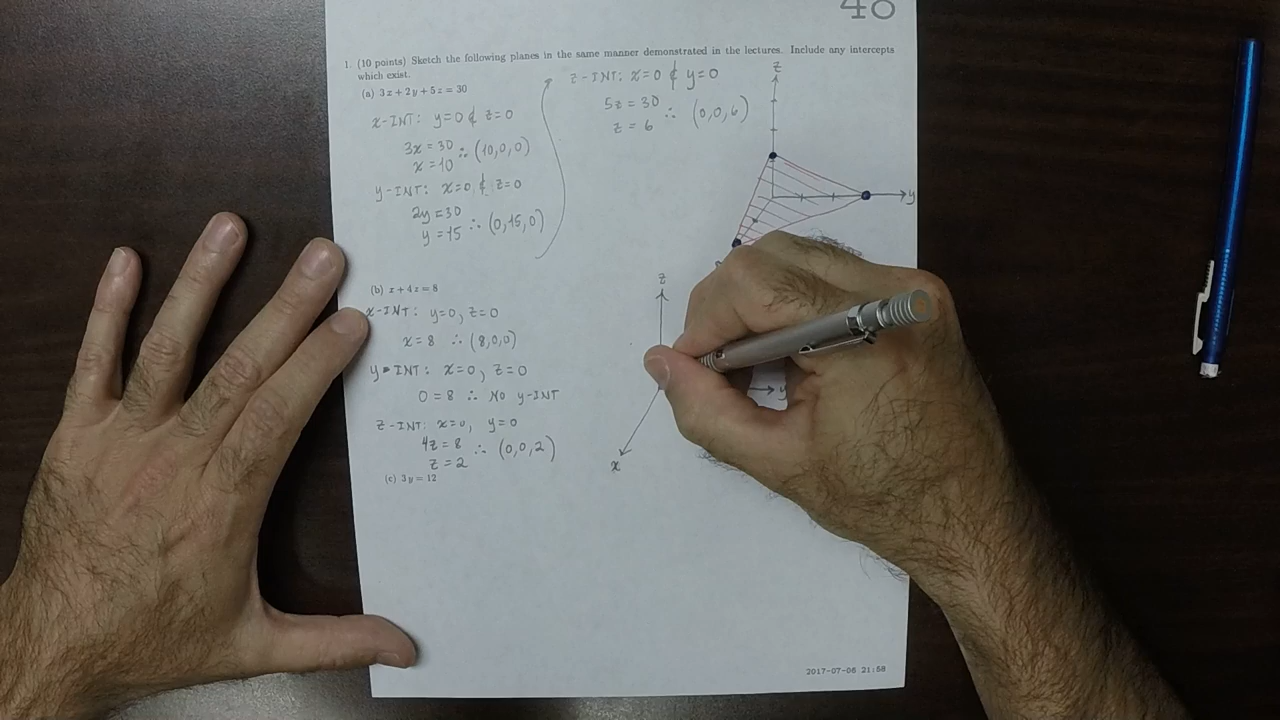 48
1. (10 points) Sketch the following planes in the same manner demonstrated in the lectures. Include any intercepts
which exist.
(a) 3x + 2y + 5z = 30
x-INT: y=0 & z=0
3x = 30
x = 10 ∴ (10,0,0)
y-INT: x=0 & z=0
2y = 30
y = 15 ∴ (0,15,0)
z-INT: x=0 & y=0
5z = 30
z = 6 ∴ (0,0,6)
z
y
(b) x + 4z = 8
x-INT: y=0, z=0
x = 8 ∴ (8,0,0)
y-INT: x=0, z=0
0 = 8 ∴ NO y-INT
z-INT: x=0, y=0
4z = 8
z = 2 ∴ (0,0,2)
z
y
x
(c) 3y = 12
2017-07-06 21:58